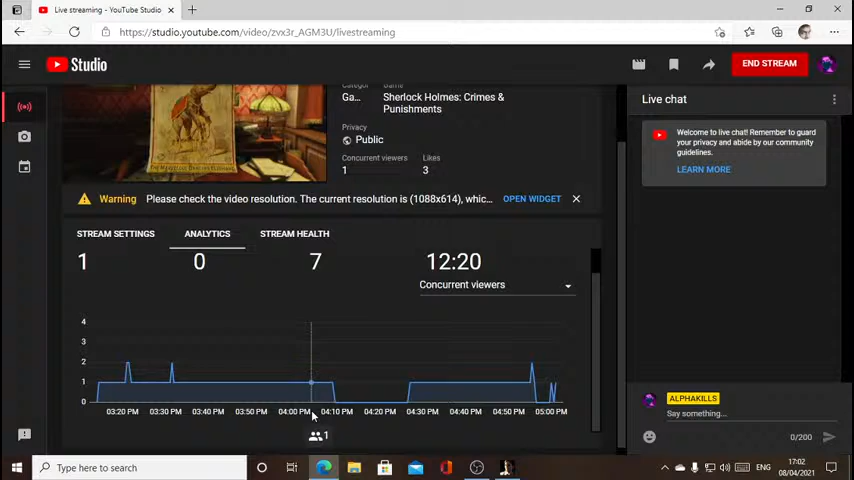 Live streaming - YouTube Studio
https://studio.youtube.com/video/zvx3r_AGM3U/livestreaming
Studio
END STREAM
Ga...
Sherlock Holmes: Crimes &
Punishments
Privacy
Public
Concurrent viewers
Likes
1
3
Warning
Please check the video resolution. The current resolution is (1088x614), whic...
OPEN WIDGET
STREAM SETTINGS
ANALYTICS
STREAM HEALTH
1
0
7
12:20
Concurrent viewers
4
3
2
1
0
03:20 PM
03:30 PM
03:40 PM
03:50 PM
04:00 PM
04:10 PM
04:20 PM
04:30 PM
04:40 PM
04:50 PM
05:00 PM
1
Live chat
Welcome to live chat! Remember to guard
your privacy and abide by our community
guidelines.
LEARN MORE
ALPHAKILLS
Say something...
0/200
Type here to search
ENG
17:02
08/04/2021